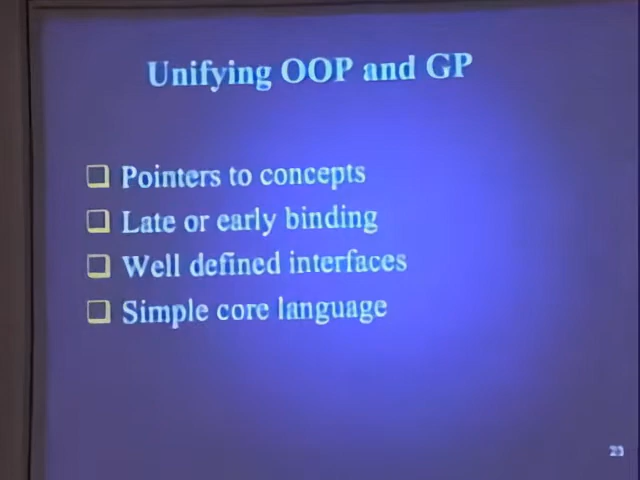 Unifying OOP and GP
Pointers to concepts
Late or early binding
Well defined interfaces
Simple core language
23